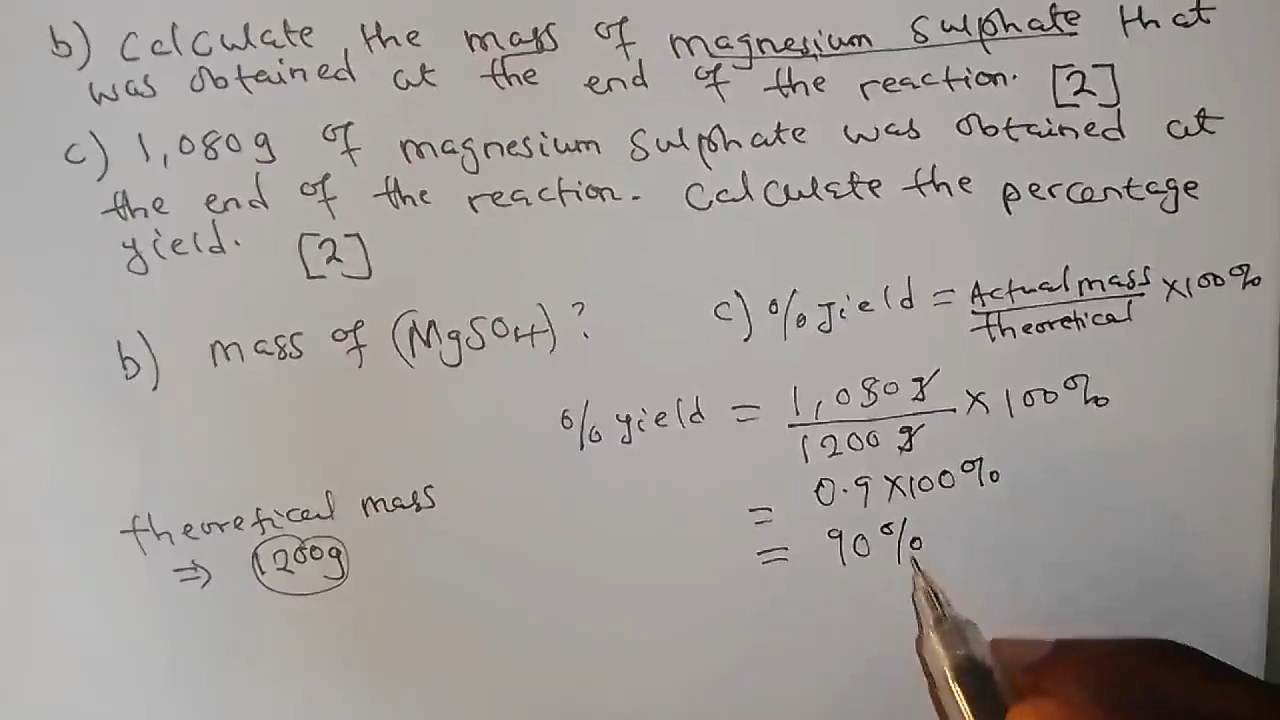 b) Calculate the mass of magnesium sulphate that
was obtained at the end of the reaction. [2]
c) 1,080g of magnesium sulphate was obtained at
the end of the reaction. Calculate the percentage
yield. [2]
b) mass of (MgSO4)?
theoretical mass
⇒ 1200g
c) % yield = Actual mass / theoretical × 100%
% yield = 1,080g / 1200g × 100%
= 0.9 × 100%
= 90%